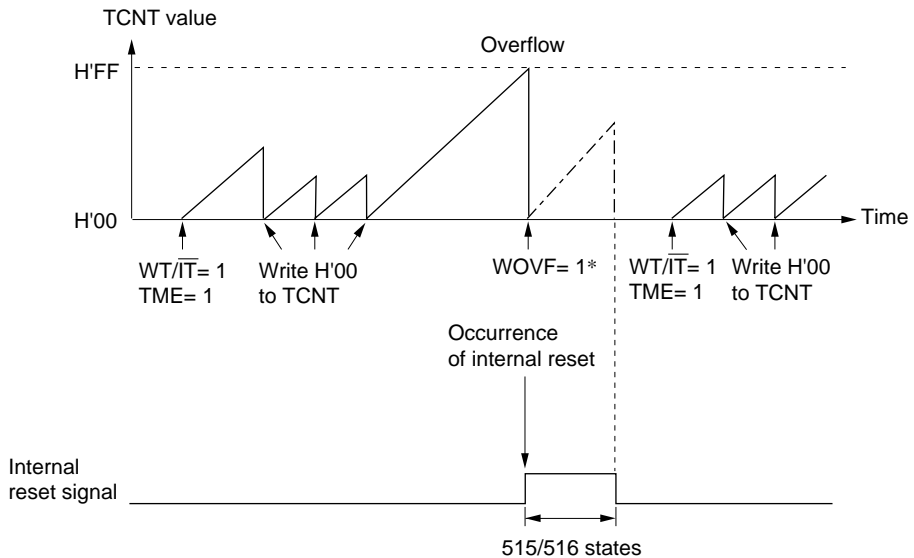 TCNT value
Overflow
H'FF
H'00
Time
WT/IT= 1
TME= 1
Write H'00
to TCNT
WOVF= 1*
WT/IT= 1
TME= 1
Write H'00
to TCNT
Occurrence
of internal reset
Internal
reset signal
515/516 states